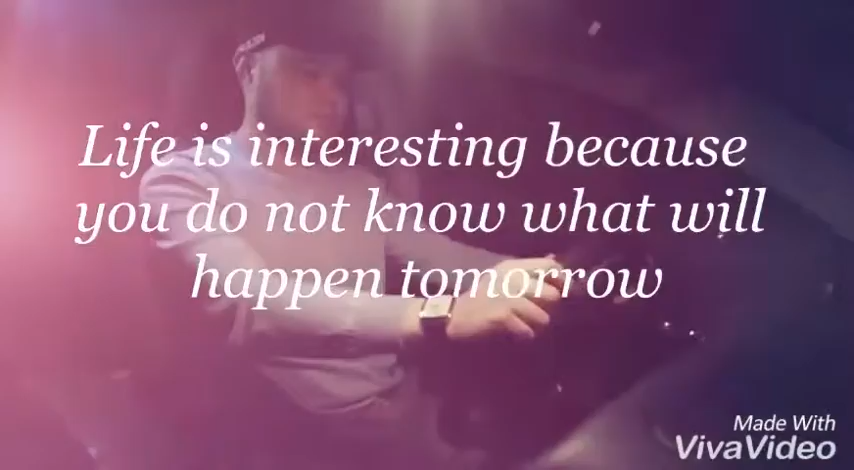 Life is interesting because
you do not know what will
happen tomorrow
Made With
VivaVideo